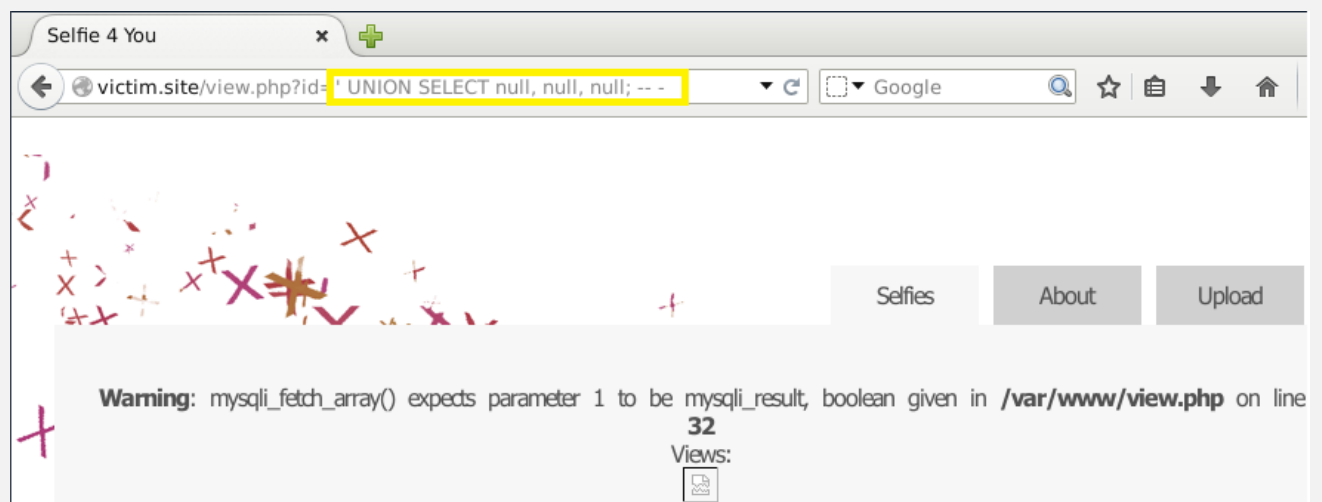 Selfie 4 You
victim.site/view.php?id=' UNION SELECT null, null, null; -- -
Google
Selfies
About
Upload
Warning: mysqli_fetch_array() expects parameter 1 to be mysqli_result, boolean given in /var/www/view.php on line
32
Views: